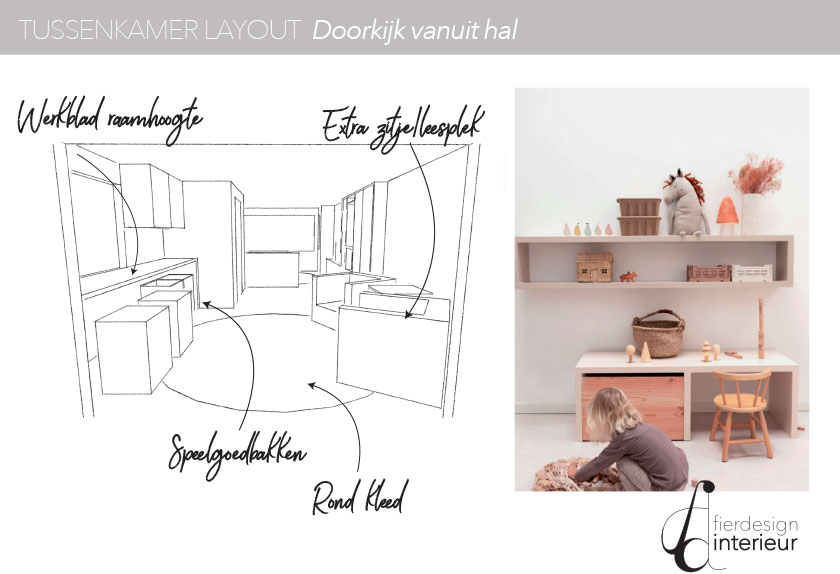 TUSSENKAMER LAYOUT Doorkijk vanuit hal
Werkblad raamhoogte
Extra zitje/leesplek
Speelgoedbakken
Rond kleed
fierdesign
interieur